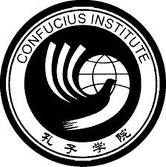 CONFUCIUS INSTITUTE
孔子学院